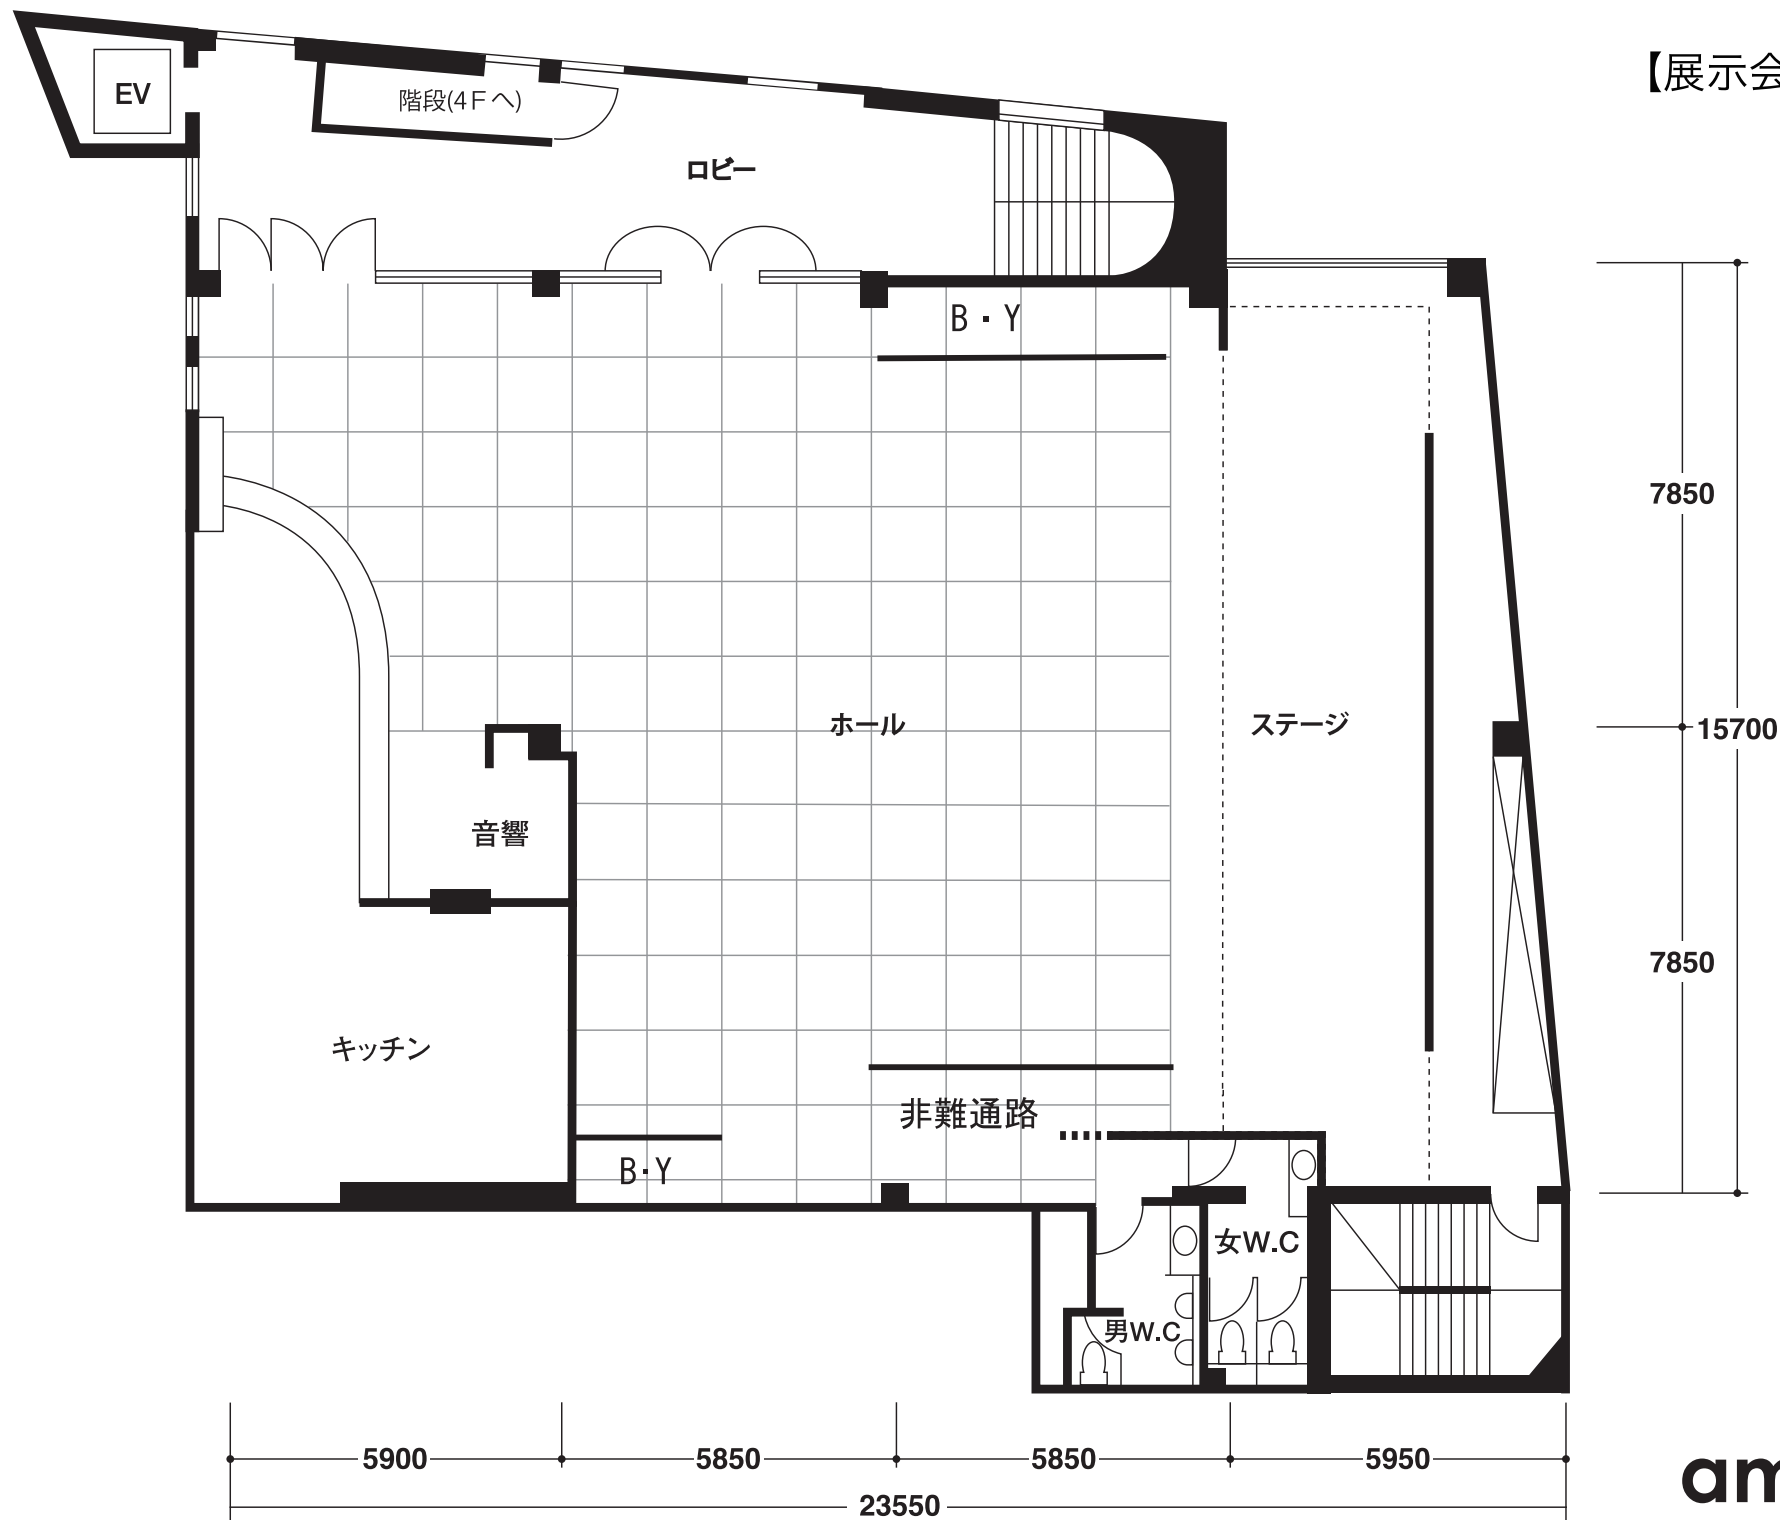 【展示会
EV
階段(4Fへ)
ロビー
B・Y
7850
ホール
ステージ
15700
音響
7850
キッチン
非難通路
B・Y
女W.C
男W.C
5900
5850
5850
5950
23550
am